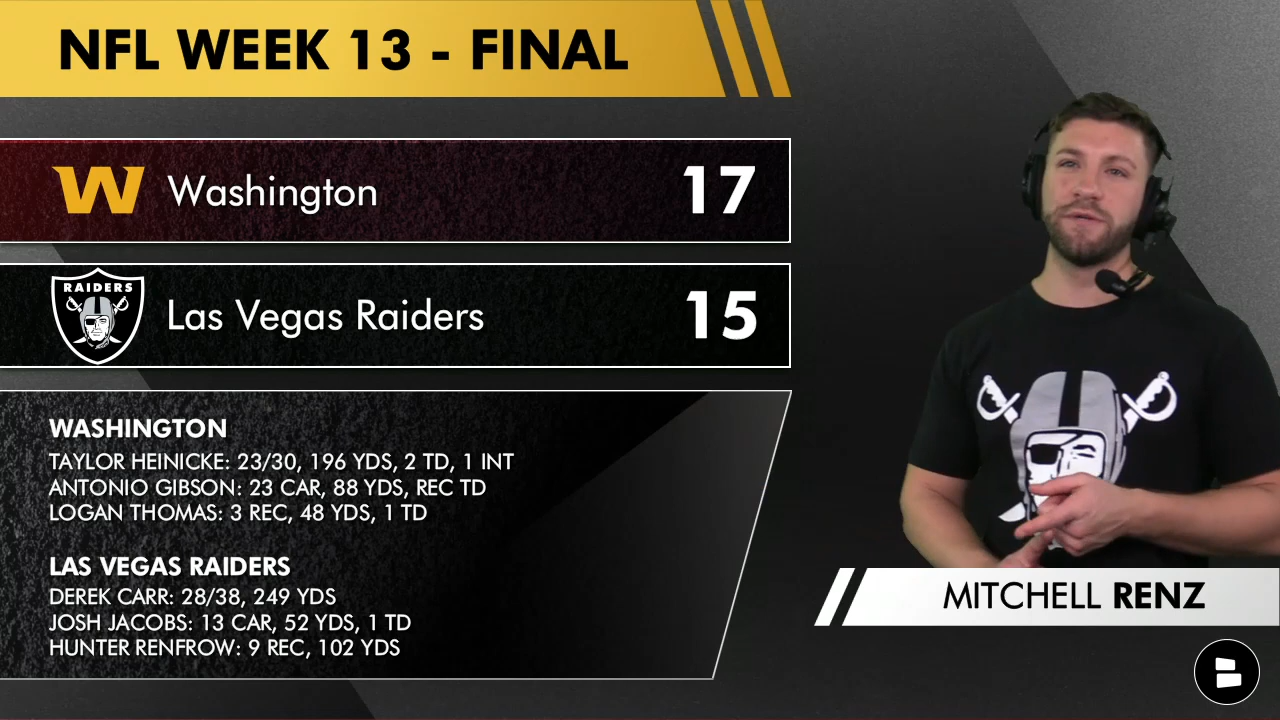 NFL WEEK 13 - FINAL
W Washington 17
RAIDERS
Las Vegas Raiders 15
WASHINGTON
TAYLOR HEINICKE: 23/30, 196 YDS, 2 TD, 1 INT
ANTONIO GIBSON: 23 CAR, 88 YDS, REC TD
LOGAN THOMAS: 3 REC, 48 YDS, 1 TD
LAS VEGAS RAIDERS
DEREK CARR: 28/38, 249 YDS
JOSH JACOBS: 13 CAR, 52 YDS, 1 TD
HUNTER RENFROW: 9 REC, 102 YDS
MITCHELL RENZ